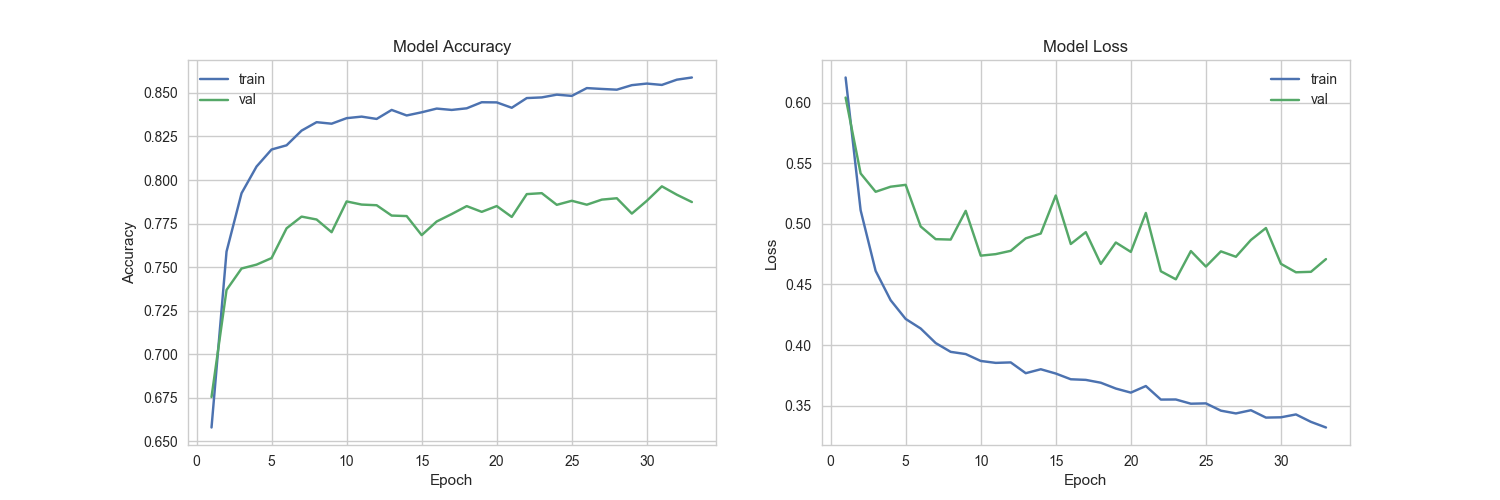 Model Accuracy
train
val
0.850
0.825
0.800
0.775
0.750
0.725
0.700
0.675
0.650
Accuracy
0 5 10 15 20 25 30
Epoch
Model Loss
train
val
0.60
0.55
0.50
0.45
0.40
0.35
Loss
0 5 10 15 20 25 30
Epoch